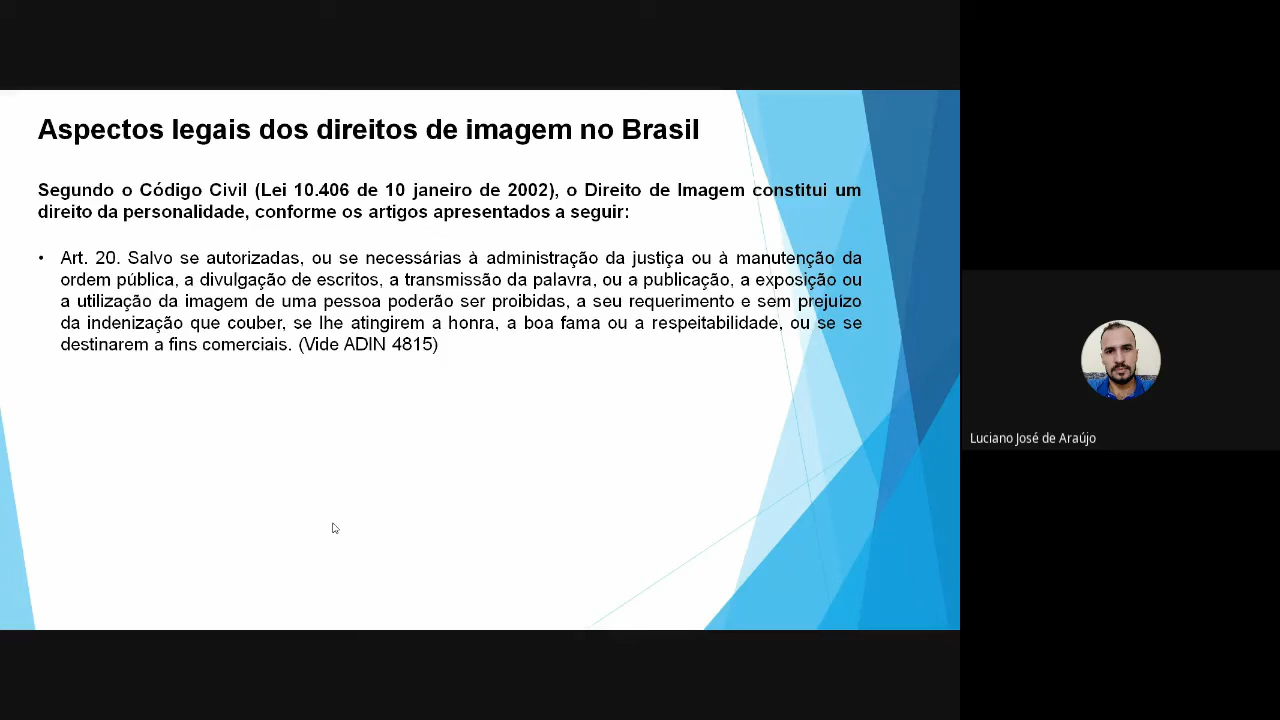 Aspectos legais dos direitos de imagem no Brasil
Segundo o Código Civil (Lei 10.406 de 10 janeiro de 2002), o Direito de Imagem constitui um
direito da personalidade, conforme os artigos apresentados a seguir:
• Art. 20. Salvo se autorizadas, ou se necessárias à administração da justiça ou à manutenção da
ordem pública, a divulgação de escritos, a transmissão da palavra, ou a publicação, a exposição ou
a utilização da imagem de uma pessoa poderão ser proibidas, a seu requerimento e sem prejuízo
da indenização que couber, se lhe atingirem a honra, a boa fama ou a respeitabilidade, ou se se
destinarem a fins comerciais. (Vide ADIN 4815)
Luciano José de Araújo